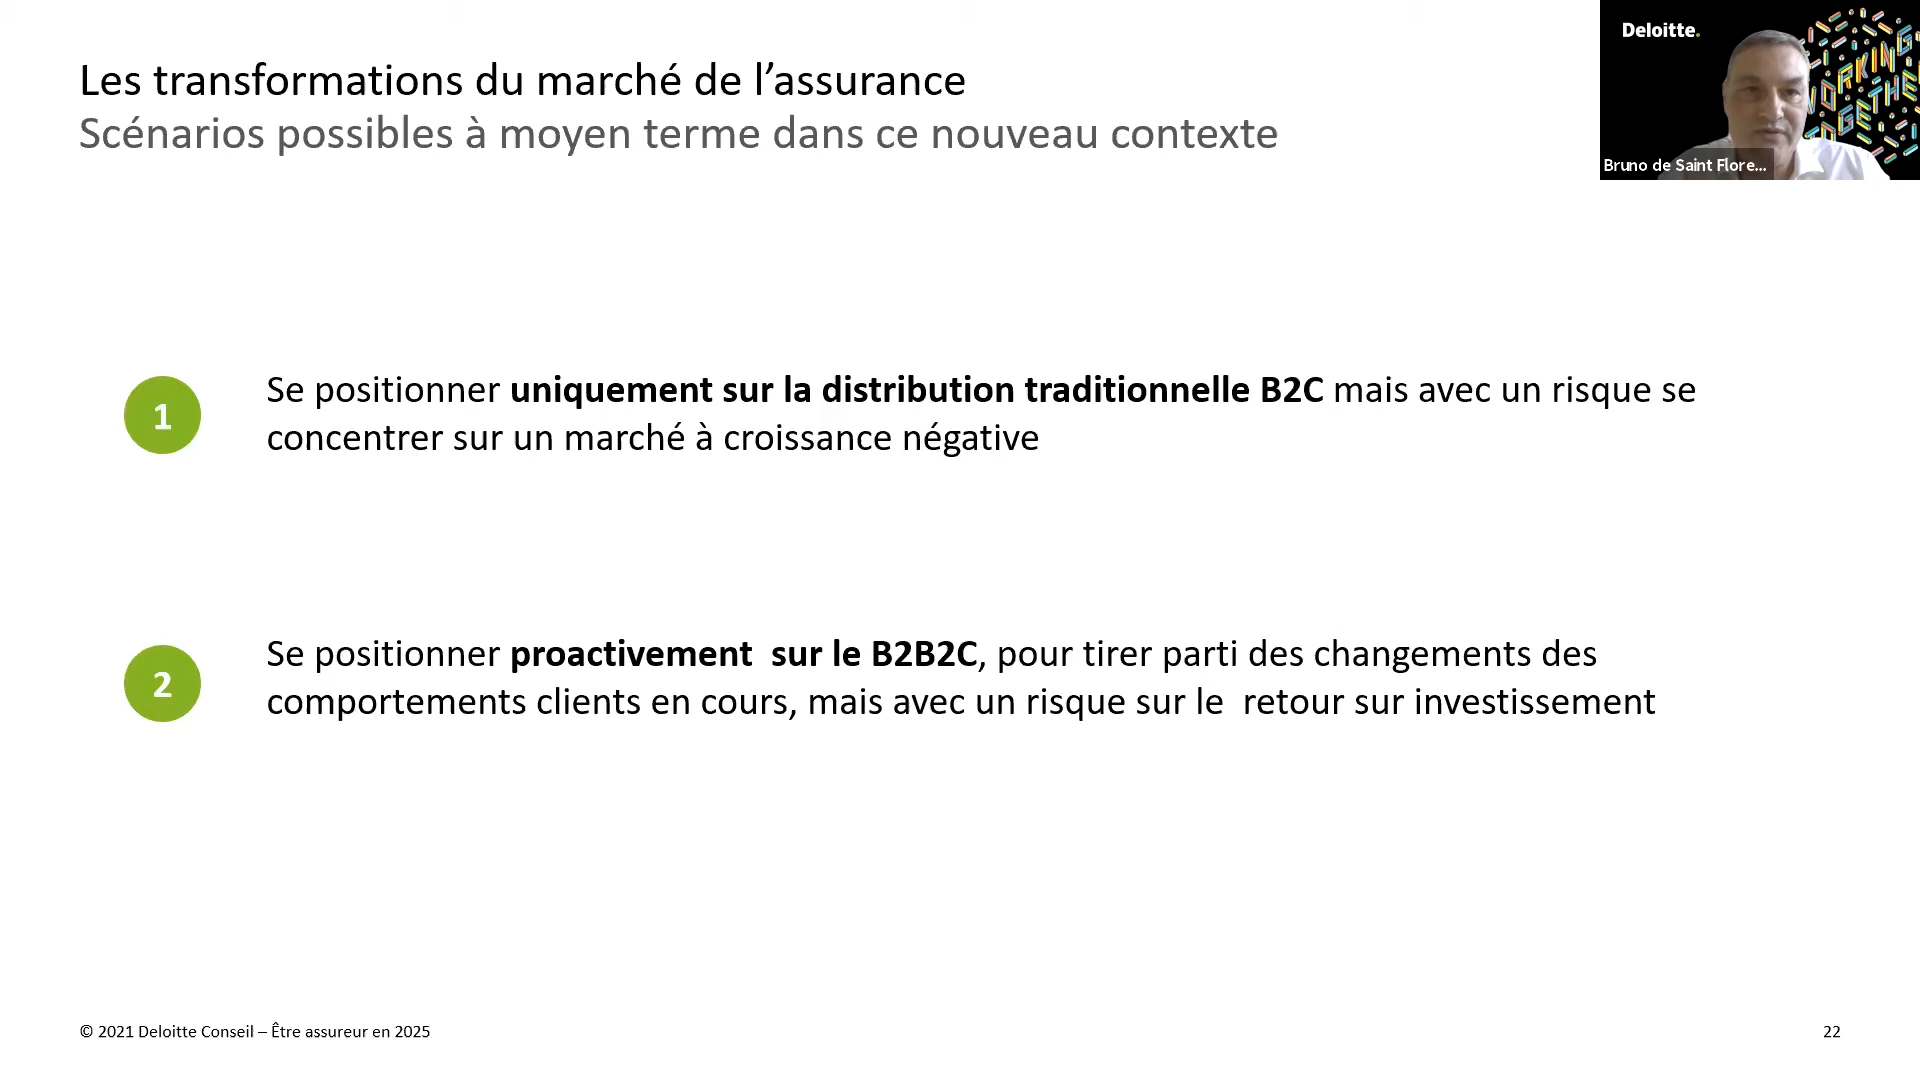 Les transformations du marché de l’assurance
Scénarios possibles à moyen terme dans ce nouveau contexte
Deloitte.
WORKING
TOGETHER
Bruno de Saint Flore...
1
Se positionner uniquement sur la distribution traditionnelle B2C mais avec un risque se
concentrer sur un marché à croissance négative
2
Se positionner proactivement  sur le B2B2C, pour tirer parti des changements des
comportements clients en cours, mais avec un risque sur le  retour sur investissement
© 2021 Deloitte Conseil – Être assureur en 2025
22